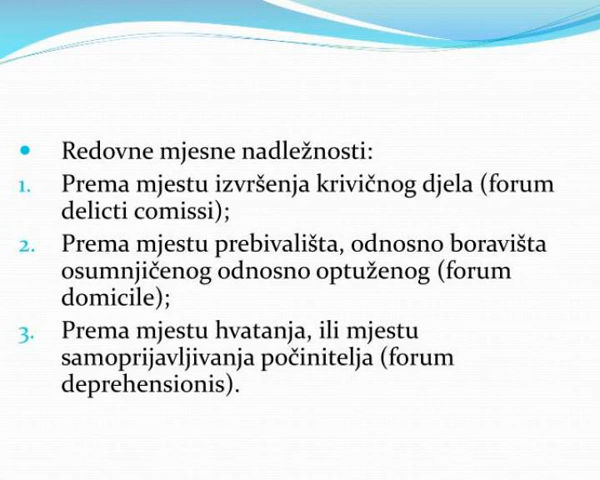 • Redovne mjesne nadležnosti:
1. Prema mjestu izvršenja krivičnog djela (forum
delicti comissi);
2. Prema mjestu prebivališta, odnosno boravišta
osumnjičenog odnosno optuženog (forum
domicile);
3. Prema mjestu hvatanja, ili mjestu
samoprijavljivanja počinitelja (forum
deprehensionis).